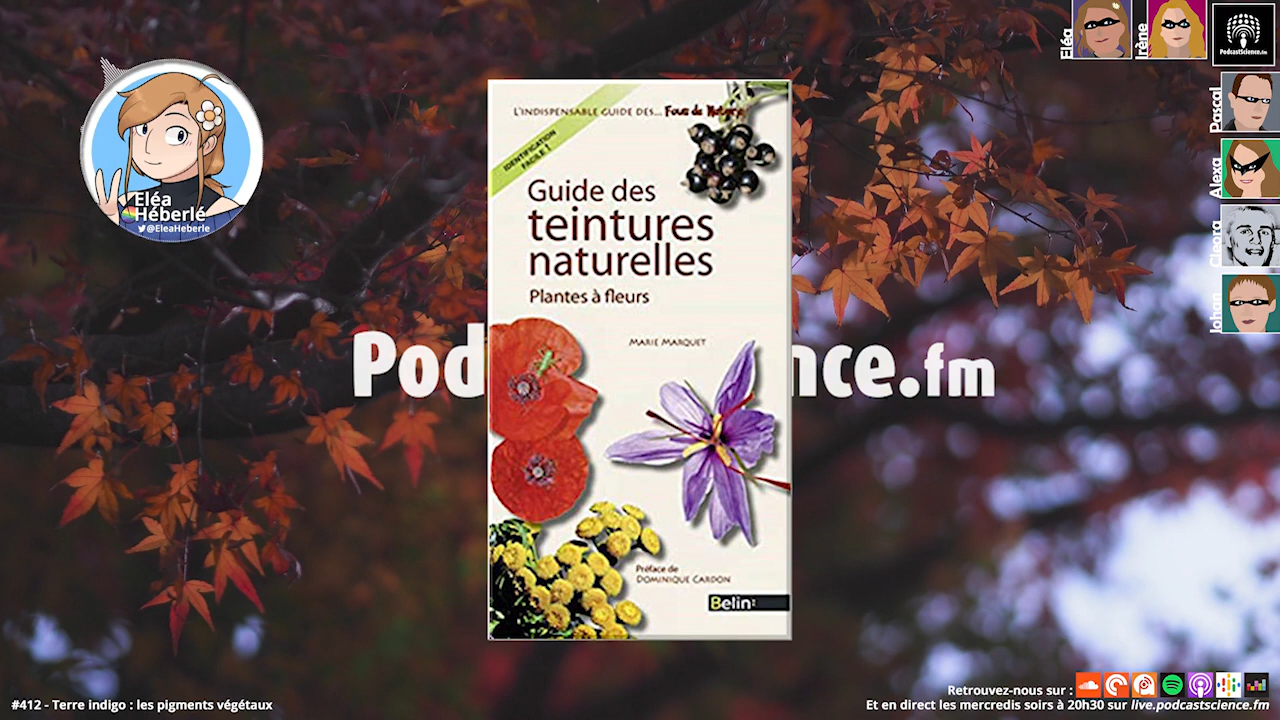 Eléa
Irène
PodcastScience.fm
Pascal
Alexa
Johan
Eléa
Héberlé
@EleaHeberle
L'INDISPENSABLE GUIDE DES... Fous de Nature
IDENTIFICATION
FACILE !
Guide des
teintures
naturelles
Plantes à fleurs
MARIE MARQUET
Préface de
DOMINIQUE CARDON
Belin:
Pod nce.fm
#412 - Terre indigo : les pigments végétaux
Retrouvez-nous sur :
Et en direct les mercredis soirs à 20h30 sur live.podcastscience.fm